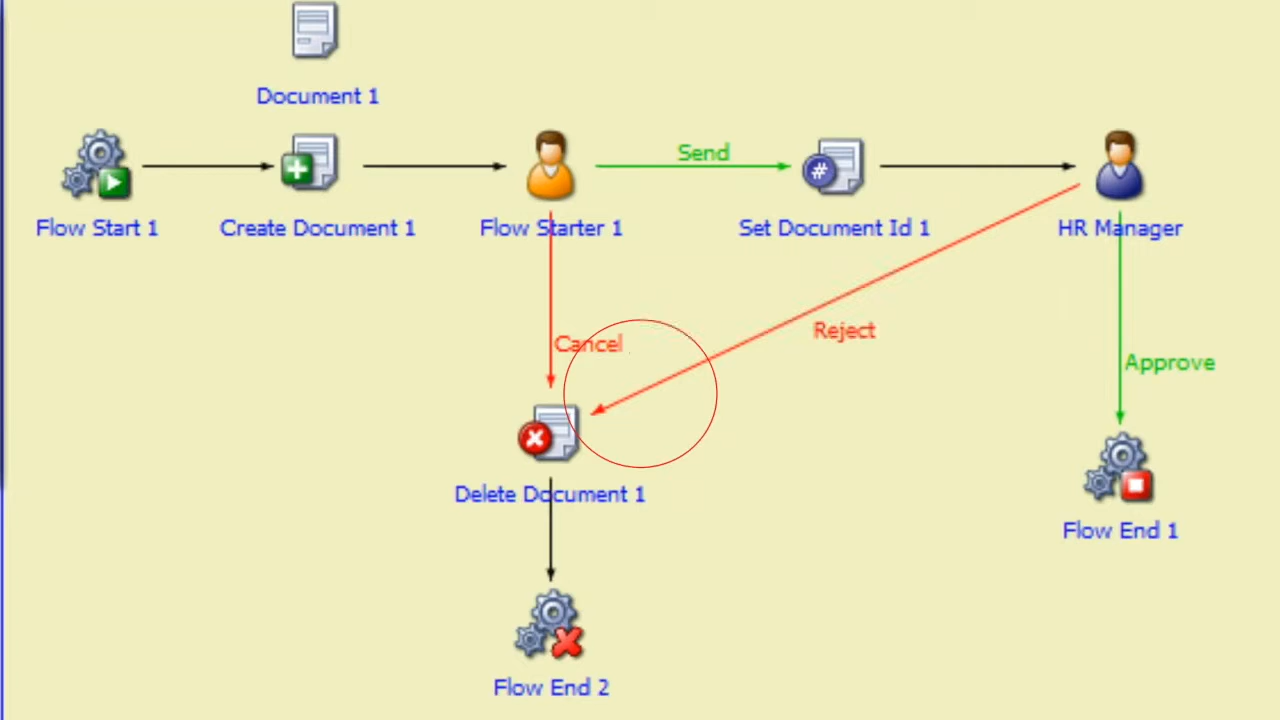 Document 1
Send
Flow Start 1
Create Document 1
Flow Starter 1
Set Document Id 1
HR Manager
Reject
Cancel
Approve
Delete Document 1
Flow End 1
Flow End 2